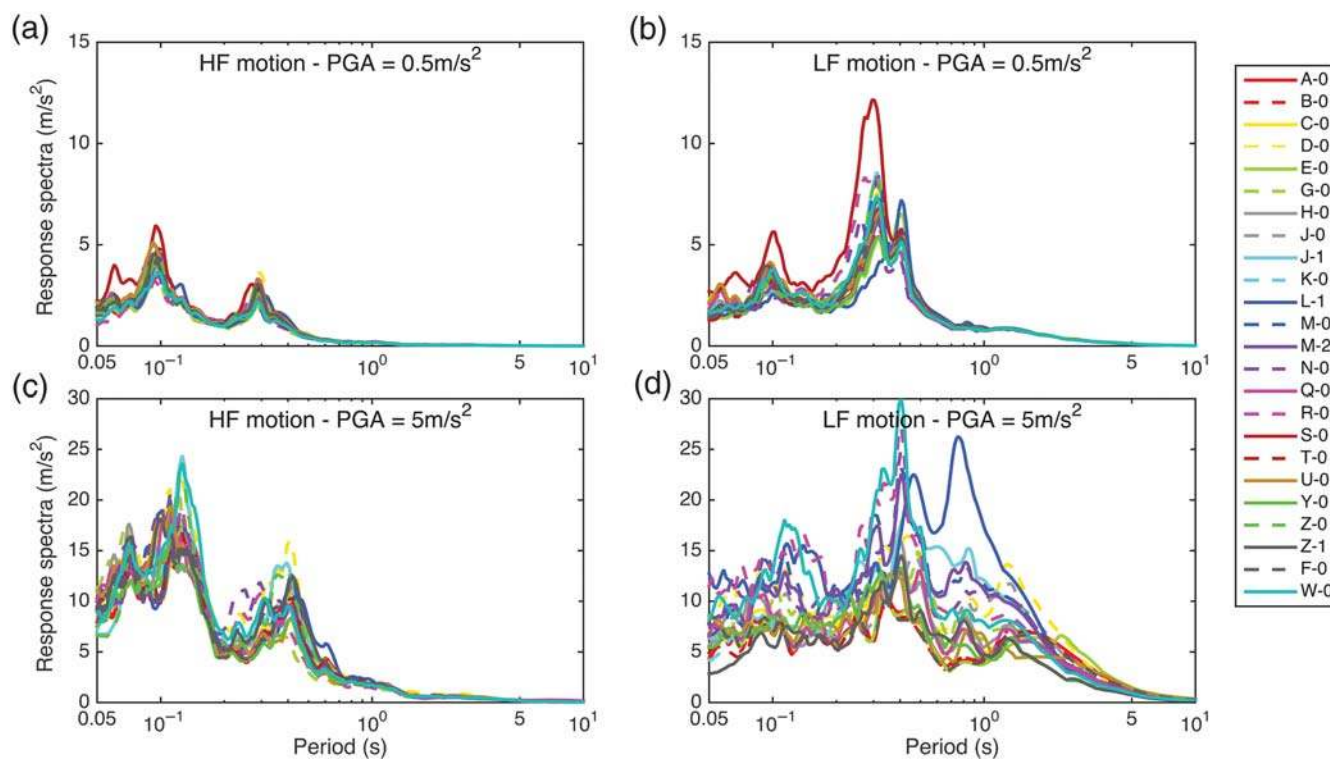 (a)
HF motion - PGA = 0.5m/s²
15
10
5
0
Response spectra (m/s²)
0.05
10⁻¹
10⁰
5
10¹
(b)
LF motion - PGA = 0.5m/s²
15
10
5
0
0.05
10⁻¹
10⁰
5
10¹
(c)
HF motion - PGA = 5m/s²
30
25
20
15
10
5
0
Response spectra (m/s²)
0.05
10⁻¹
10⁰
5
10¹
Period (s)
(d)
LF motion - PGA = 5m/s²
30
25
20
15
10
5
0
0.05
10⁻¹
10⁰
5
10¹
Period (s)
A-0
B-0
C-0
D-0
E-0
G-0
H-0
J-0
J-1
K-0
L-1
M-0
M-2
N-0
Q-0
R-0
S-0
T-0
U-0
Y-0
Z-0
Z-1
F-0
W-0